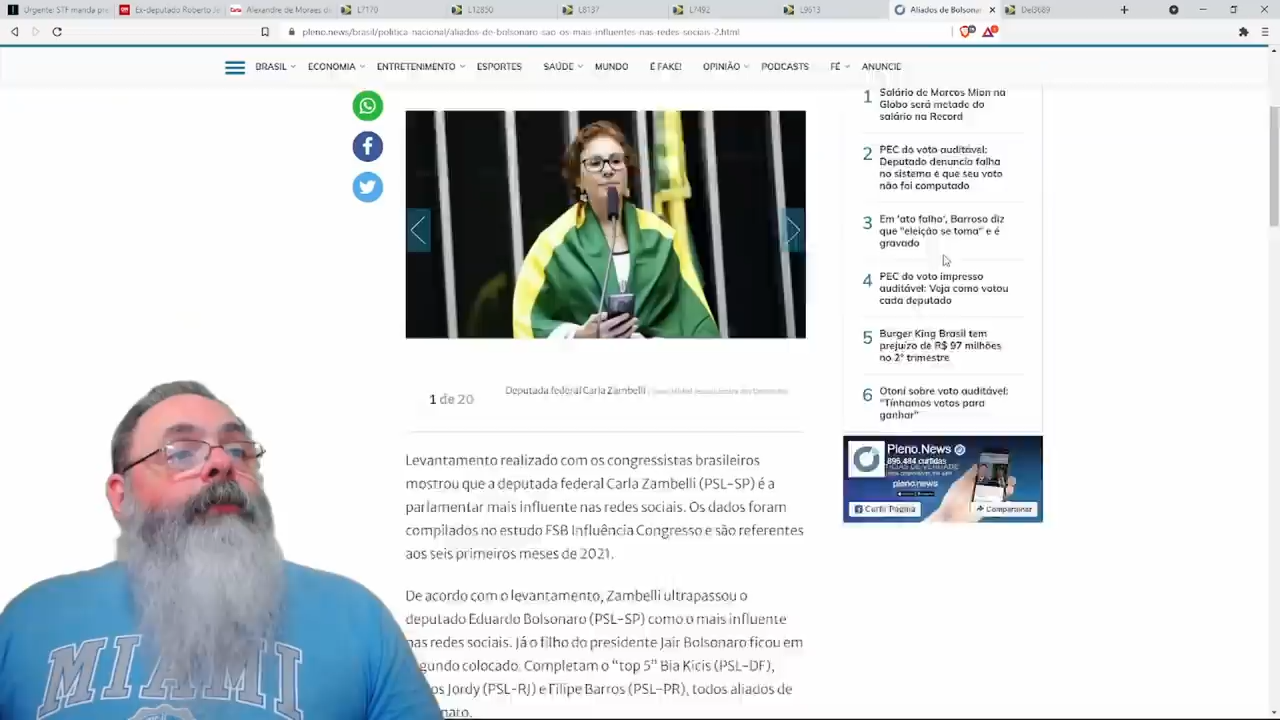 Urgente: STF manda pre
Ex-deputado Roberto Je
Alexandre de Moraes d
L7170
L12850
L8137
L7492
L9613
Aliados de Bolsonar
Del3689
pleno.news/brasil/politica-nacional/aliados-de-bolsonaro-sao-os-mais-influentes-nas-redes-sociais-2.html
BRASIL
ECONOMIA
ENTRETENIMENTO
ESPORTES
SAÚDE
MUNDO
É FAKE!
OPINIÃO
PODCASTS
FÉ
ANUNCIE
1 Salário de Marcos Mion na
Globo será metade do
salário na Record
2 PEC do voto auditável:
Deputado denuncia falha
no sistema e que seu voto
não foi computado
3 Em 'ato falho', Barroso diz
que "eleição se toma" e é
gravado
4 PEC do voto impresso
auditável: Veja como votou
cada deputado
5 Burger King Brasil tem
prejuízo de R$ 97 milhões
no 2º trimestre
6 Otoni sobre voto auditável:
"Tínhamos votos para
ganhar"
1 de 20
Deputada federal Carla Zambelli
Levantamento realizado com os congressistas brasileiros
mostrou que a deputada federal Carla Zambelli (PSL-SP) é a
parlamentar mais influente nas redes sociais. Os dados foram
compilados no estudo FSB Influência Congresso e são referentes
aos seis primeiros meses de 2021.
De acordo com o levantamento, Zambelli ultrapassou o
deputado Eduardo Bolsonaro (PSL-SP) como o mais influente
nas redes sociais. Já o filho do presidente Jair Bolsonaro ficou em
gundo colocado. Completam o "top 5" Bia Kicis (PSL-DF),
os Jordy (PSL-RJ) e Filipe Barros (PSL-PR), todos aliados de
nato.
Pleno.News
896.484 curtidas
pleno.news
Curtir Página
Compartilhar
MIAMI